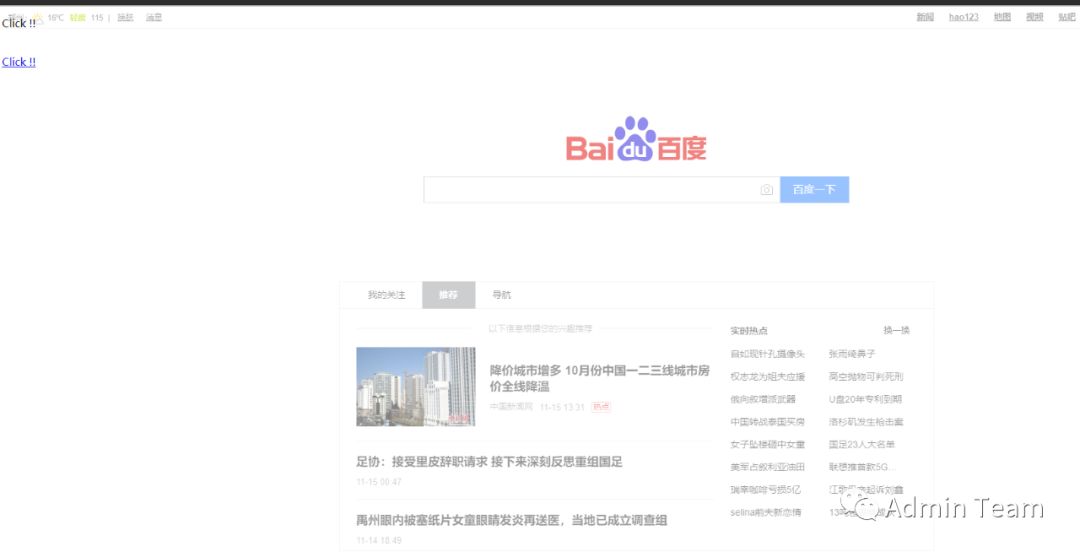 16℃ 轻度 115 | 换肤 消息
新闻 hao123 地图 视频 贴吧
Click !!
Click !!
Bai du 百度
百度一下
我的关注 推荐 导航
以下信息根据您的兴趣推荐
实时热点 换一换
降价城市增多 10月份中国一二三线城市房
价全线降温
中国新闻网 11-15 13:31 热点
足协：接受里皮辞职请求 接下来深刻反思重组国足
11-15 00:47
禹州眼内被塞纸片女童眼睛发炎再送医，当地已成立调查组
11-14 18:49
自如现针孔摄像头 张雨绮鼻子
权志龙为姐夫应援 高空抛物可判死刑
俄向叙增派武器 U盘20年专利到期
中国转战泰国买房 洛杉矶发生枪击案
女子坠楼砸中女童 国足23人大名单
美军占叙利亚油田 联想推首款5G...
瑞幸咖啡亏损5亿
selina前夫新恋情
Admin Team